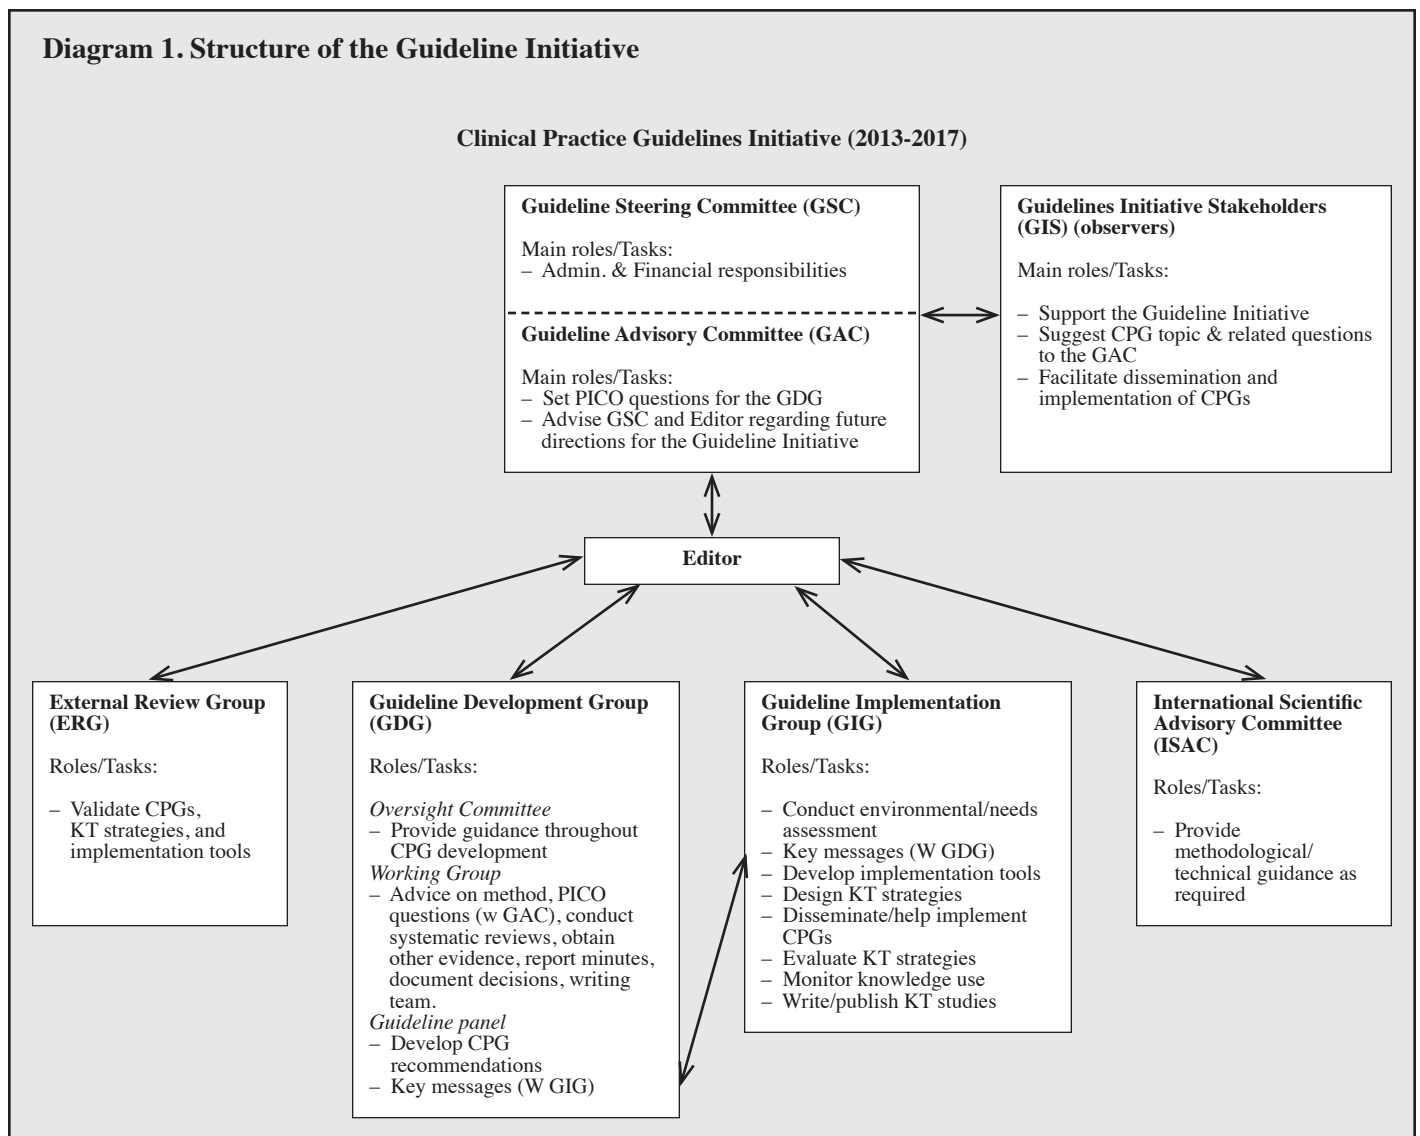 Diagram 1. Structure of the Guideline Initiative
Clinical Practice Guidelines Initiative (2013-2017)
Guideline Steering Committee (GSC)
Main roles/Tasks:
– Admin. & Financial responsibilities
Guideline Advisory Committee (GAC)
Main roles/Tasks:
– Set PICO questions for the GDG
– Advise GSC and Editor regarding future
directions for the Guideline Initiative
Guidelines Initiative Stakeholders
(GIS) (observers)
Main roles/Tasks:
– Support the Guideline Initiative
– Suggest CPG topic & related questions
to the GAC
– Facilitate dissemination and
implementation of CPGs
Editor
External Review Group
(ERG)
Roles/Tasks:
– Validate CPGs,
KT strategies, and
implementation tools
Guideline Development Group
(GDG)
Roles/Tasks:
Oversight Committee
– Provide guidance throughout
CPG development
Working Group
– Advice on method, PICO
questions (w GAC), conduct
systematic reviews, obtain
other evidence, report minutes,
document decisions, writing
team.
Guideline panel
– Develop CPG
recommendations
– Key messages (W GIG)
Guideline Implementation
Group (GIG)
Roles/Tasks:
– Conduct environmental/needs
assessment
– Key messages (W GDG)
– Develop implementation tools
– Design KT strategies
– Disseminate/help implement
CPGs
– Evaluate KT strategies
– Monitor knowledge use
– Write/publish KT studies
International Scientific
Advisory Committee
(ISAC)
Roles/Tasks:
– Provide
methodological/
technical guidance as
required